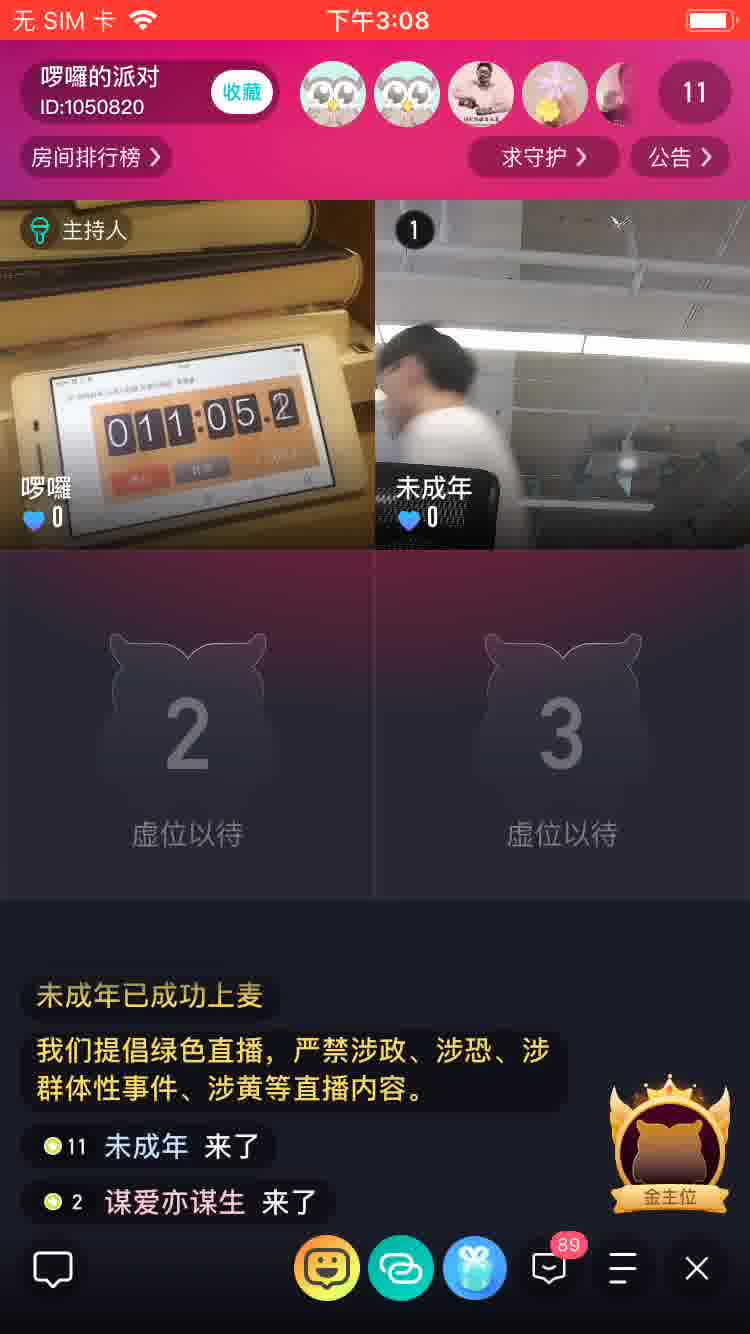 无 SIM 卡
下午3:08
啰囉的派对
ID:1050820
收藏
11
房间排行榜
求守护
公告
主持人
1
011:05.2
啰囉
0
未成年
0
2
3
虚位以待
虚位以待
未成年已成功上麦
我们提倡绿色直播，严禁涉政、涉恐、涉
群体性事件、涉黄等直播内容。
11 未成年 来了
2 谋爱亦谋生 来了
金主位
89